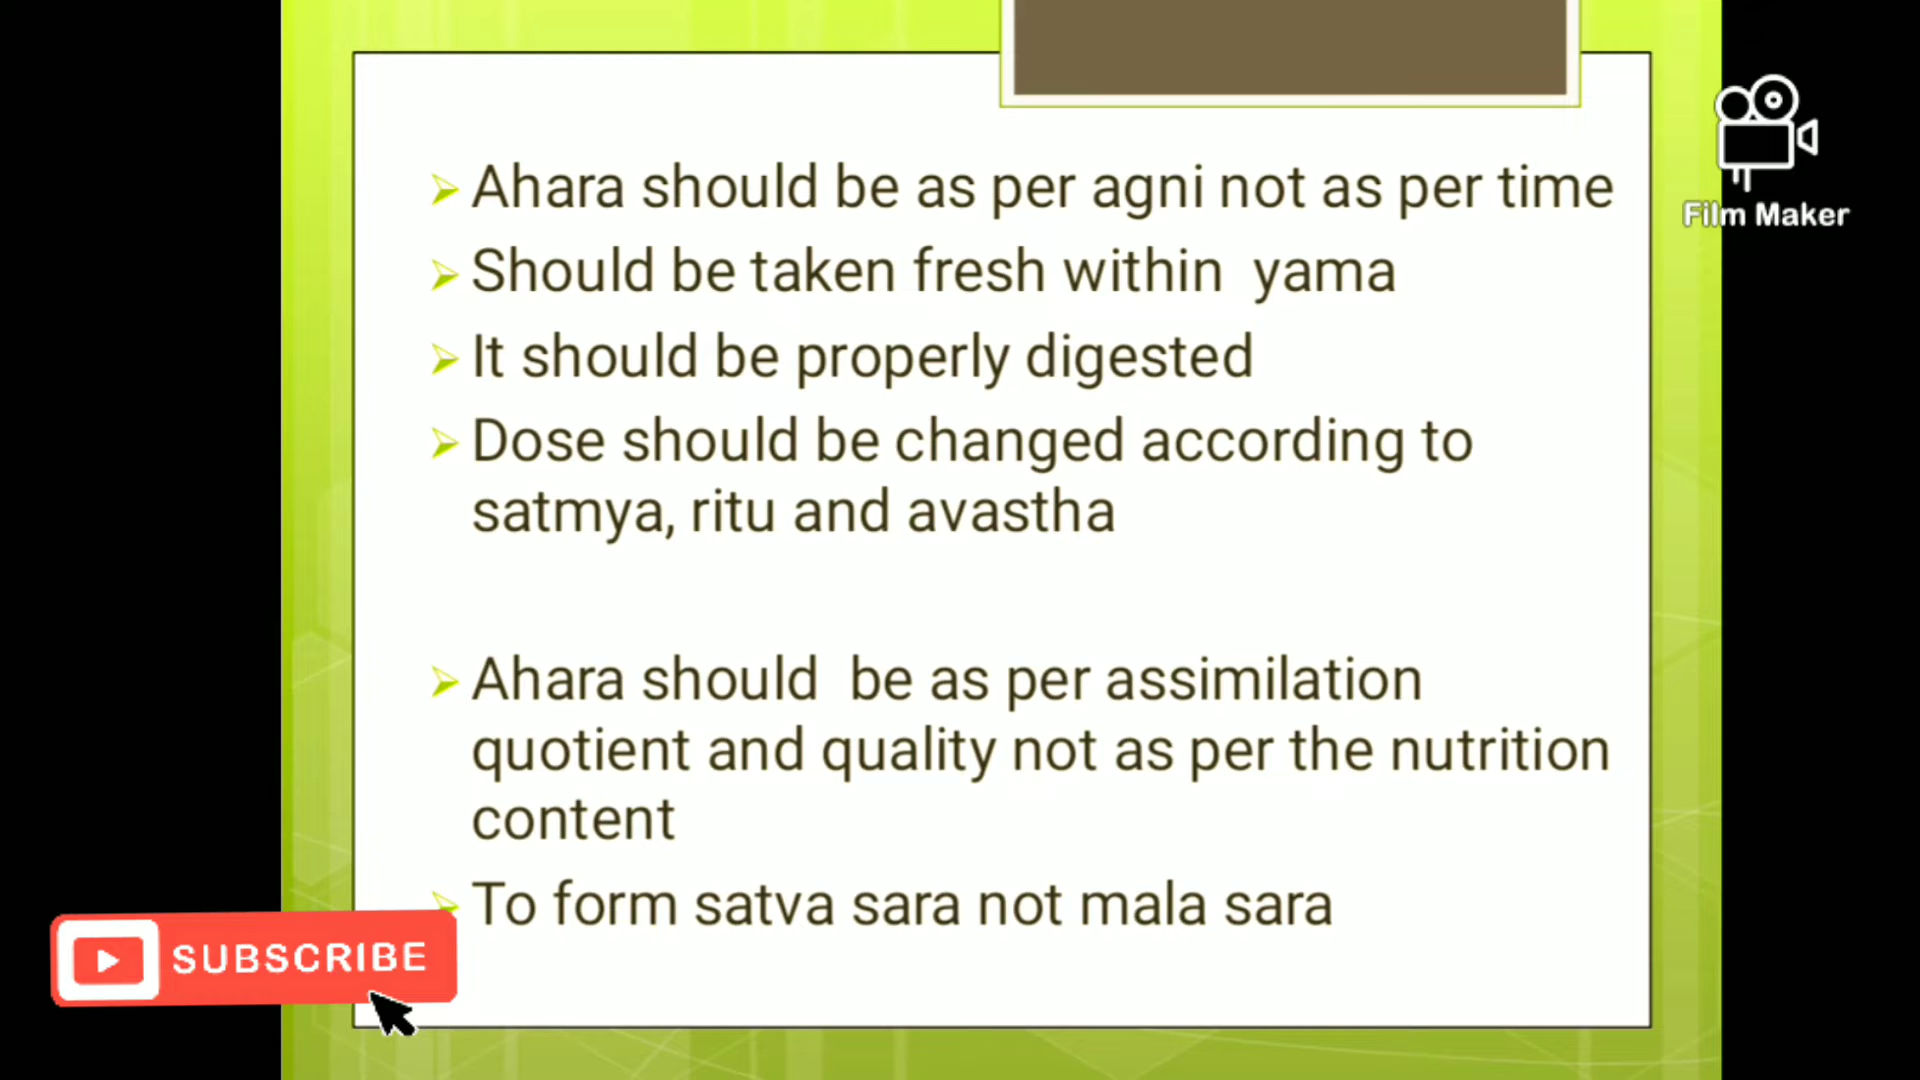 Ahara should be as per agni not as per time
Should be taken fresh within yama
It should be properly digested
Dose should be changed according to
satmya, ritu and avastha
Ahara should be as per assimilation
quotient and quality not as per the nutrition
content
To form satva sara not mala sara
Film Maker
SUBSCRIBE